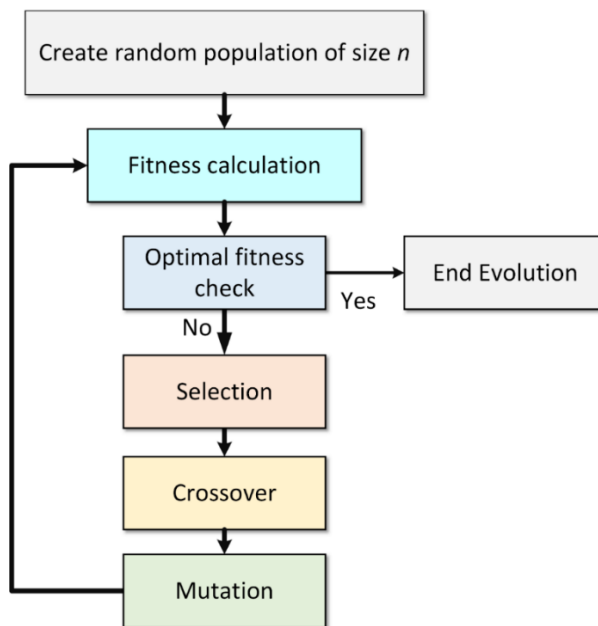 Create random population of size n
Fitness calculation
Optimal fitness
check
End Evolution
Yes
No
Selection
Crossover
Mutation